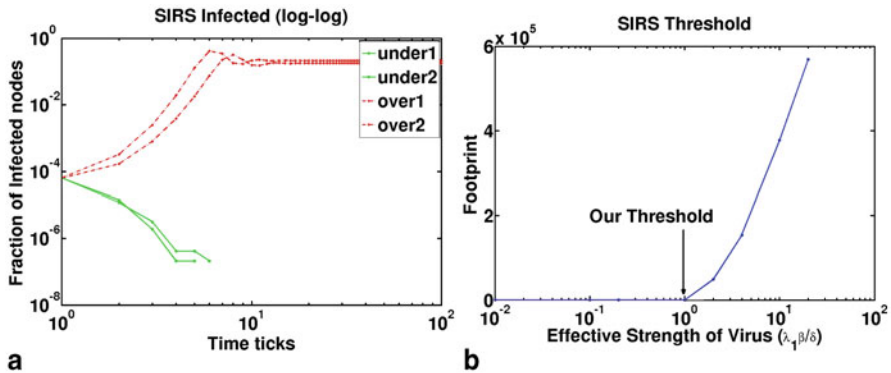 SIRS Infected (log-log)
10^0
10^-2
10^-4
10^-6
10^-8
Fraction of Infected nodes
under1
under2
over1
over2
10^0
10^1
10^2
Time ticks
a
SIRS Threshold
6 x 10^5
4
2
0
Footprint
Our Threshold
10^-2
10^-1
10^0
10^1
10^2
Effective Strength of Virus (λ_1β/δ)
b